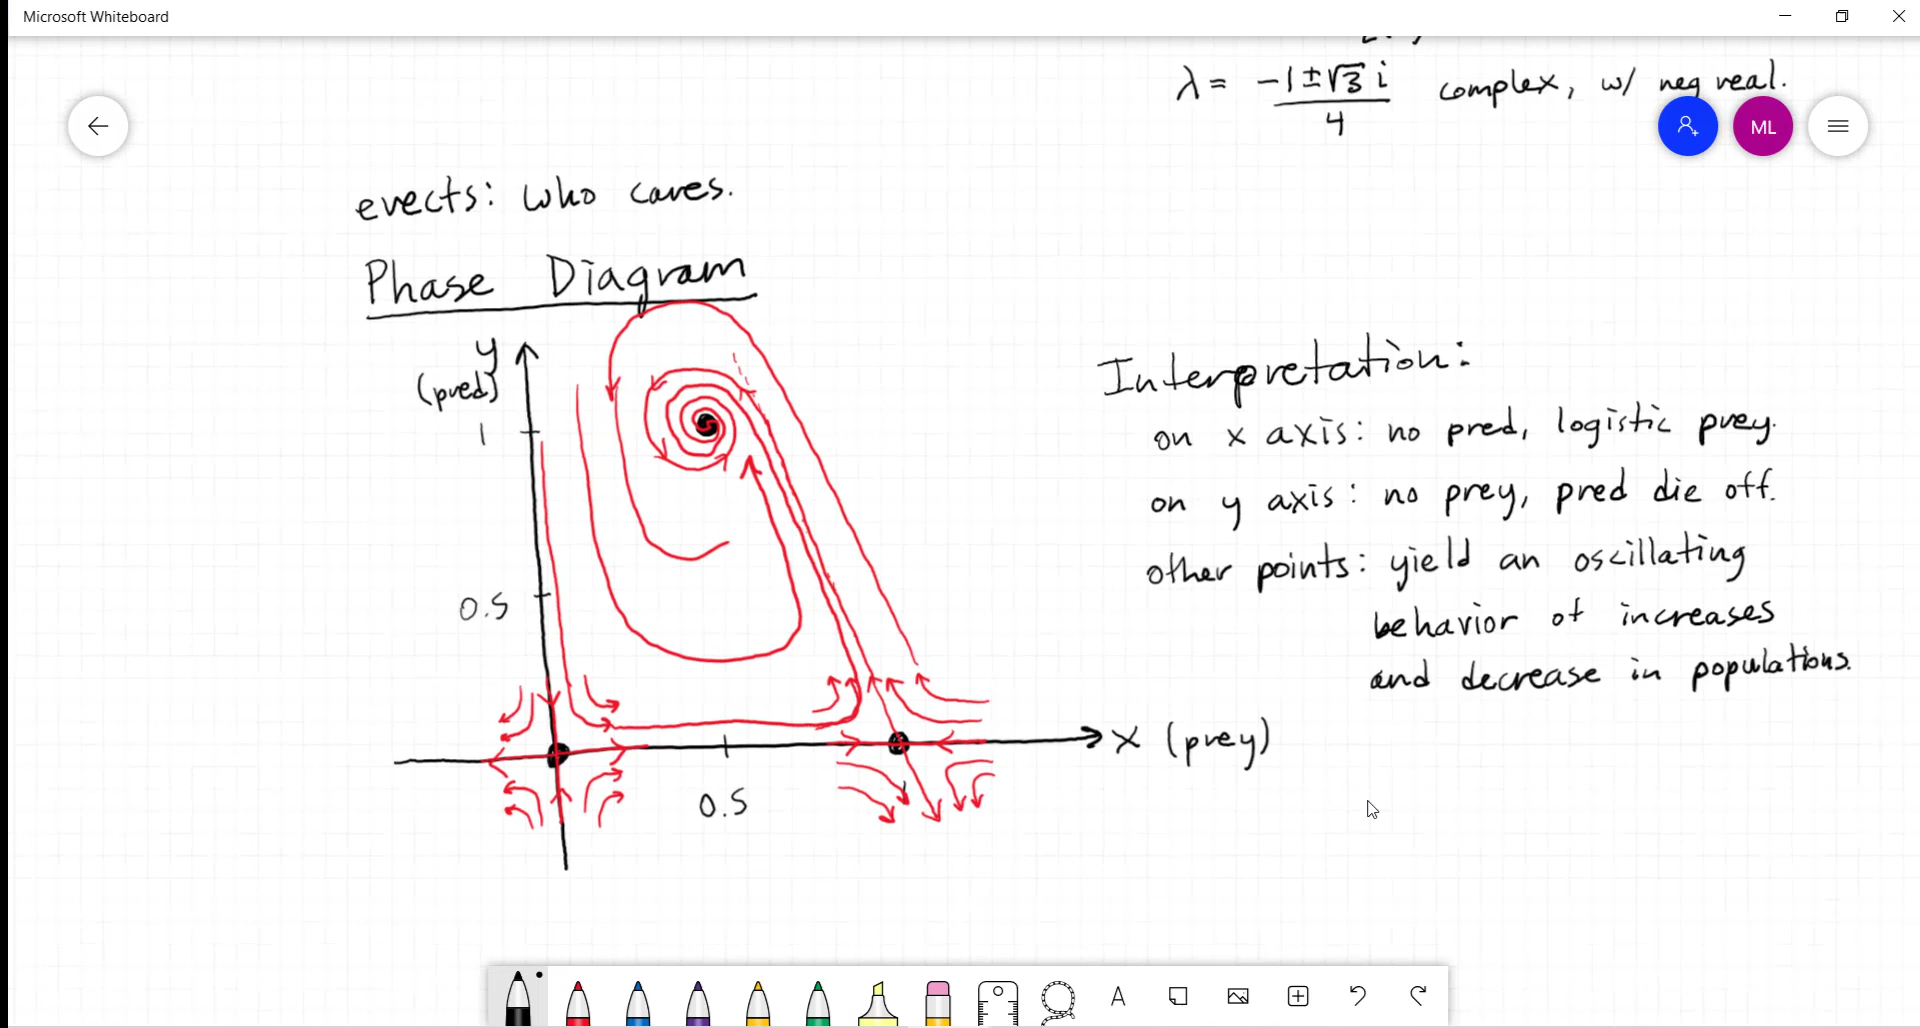 Microsoft Whiteboard
λ = (-1 ± √3 i)/4 complex, w/ neg real.
ML
evects: who cares.
Phase Diagram
y
(pred)
1
0.5
0.5
x (prey)
Interpretation:
on x axis: no pred, logistic prey.
on y axis: no prey, pred die off.
other points: yield an oscillating
behavior of increases
and decrease in populations.
A